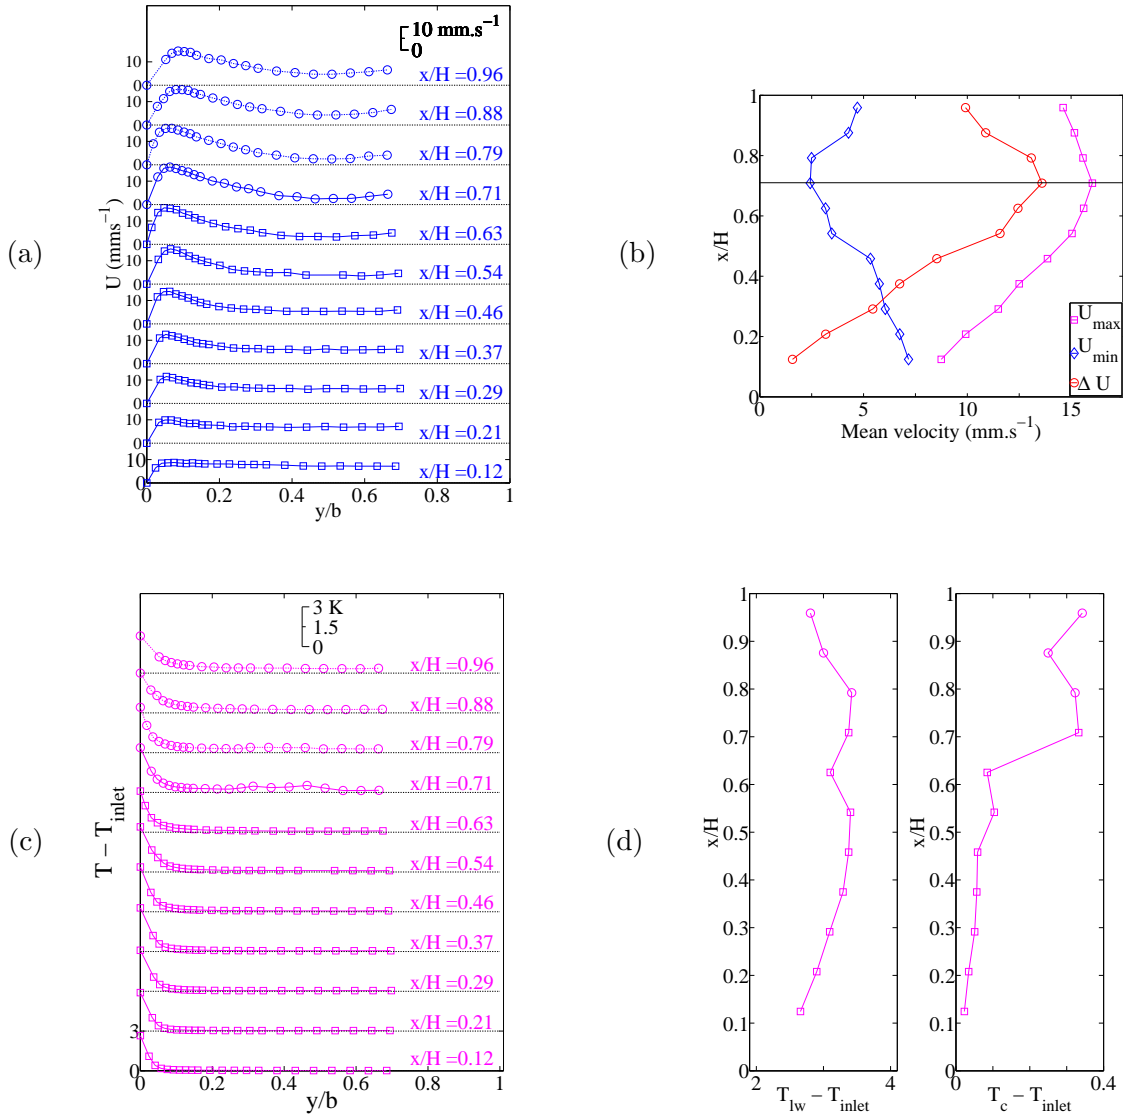 (a)
U (mms⁻¹)
10 mm.s⁻¹
0
10
0
x/H =0.96
10
0
x/H =0.88
10
0
x/H =0.79
10
0
x/H =0.71
10
0
x/H =0.63
10
0
x/H =0.54
10
0
x/H =0.46
10
0
x/H =0.37
10
0
x/H =0.29
10
0
x/H =0.21
10
0
x/H =0.12
0 0.2 0.4 0.6 0.8 1
y/b
(b)
x/H
1
0.8
0.6
0.4
0.2
0
U_max
U_min
Δ U
0 5 10 15
Mean velocity (mm.s⁻¹)
(c)
T − T_inlet
3 K
1.5
0
x/H =0.96
x/H =0.88
x/H =0.79
x/H =0.71
x/H =0.63
x/H =0.54
x/H =0.46
x/H =0.37
x/H =0.29
x/H =0.21
3
x/H =0.12
0
0 0.2 0.4 0.6 0.8 1
y/b
(d)
x/H
1
0.9
0.8
0.7
0.6
0.5
0.4
0.3
0.2
0.1
0
2 4
T_lw − T_inlet
x/H
1
0.9
0.8
0.7
0.6
0.5
0.4
0.3
0.2
0.1
0
0 0.2 0.4
T_c − T_inlet